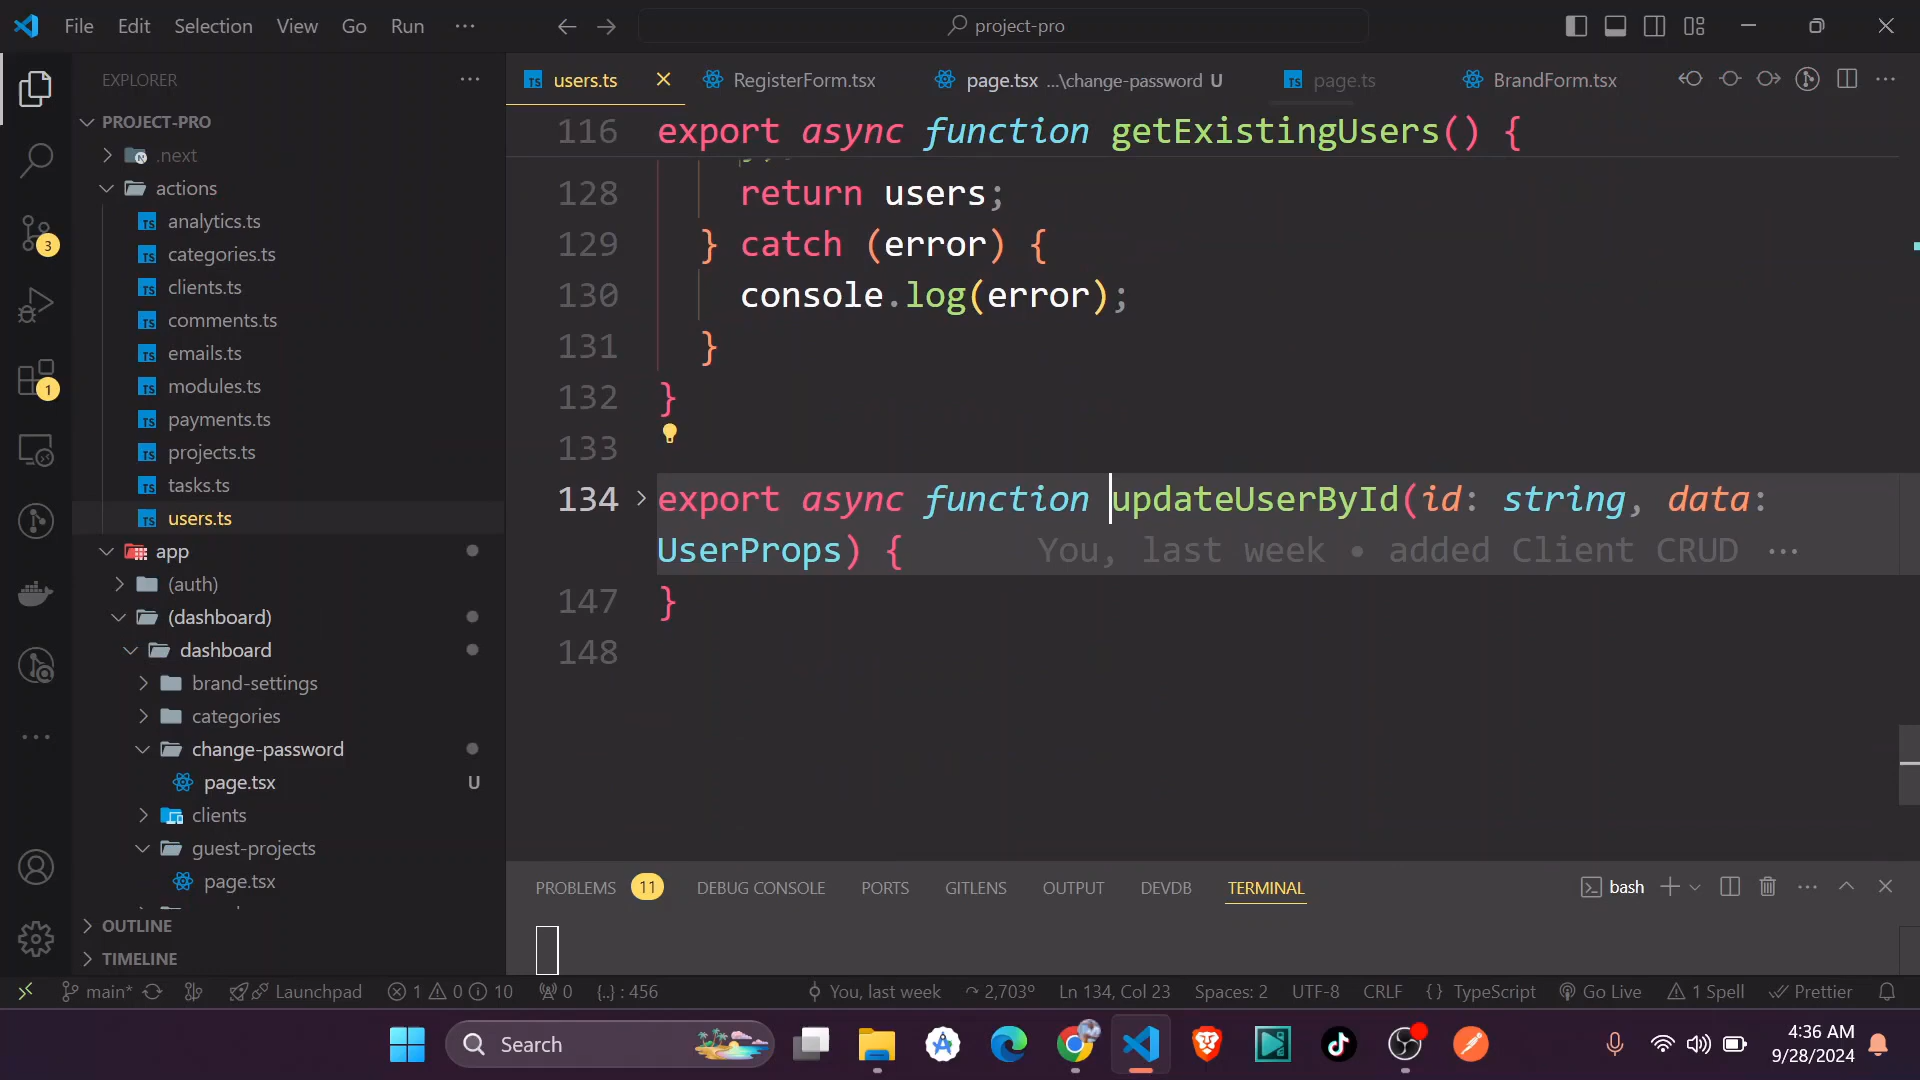 File Edit Selection View Go Run ···
project-pro
EXPLORER ···
users.ts
RegisterForm.tsx
page.tsx ...\change-password U
page.ts
BrandForm.tsx
PROJECT-PRO
.next
actions
analytics.ts
categories.ts
clients.ts
comments.ts
emails.ts
modules.ts
payments.ts
projects.ts
tasks.ts
users.ts
app
(auth)
(dashboard)
dashboard
brand-settings
categories
change-password
page.tsx U
clients
guest-projects
page.tsx
OUTLINE
TIMELINE
3
1
116 export async function getExistingUsers() {
128 return users;
129 } catch (error) {
130 console.log(error);
131 }
132 }
133
134 export async function updateUserById(id: string, data:
UserProps) { You, last week • added Client CRUD ···
147 }
148
PROBLEMS 11 DEBUG CONSOLE PORTS GITLENS OUTPUT DEVDB TERMINAL
bash
main* Launchpad 1 0 10 0 {..} : 456 You, last week 2,703° Ln 134, Col 23 Spaces: 2 UTF-8 CRLF {} TypeScript Go Live 1 Spell Prettier
Search
4:36 AM
9/28/2024